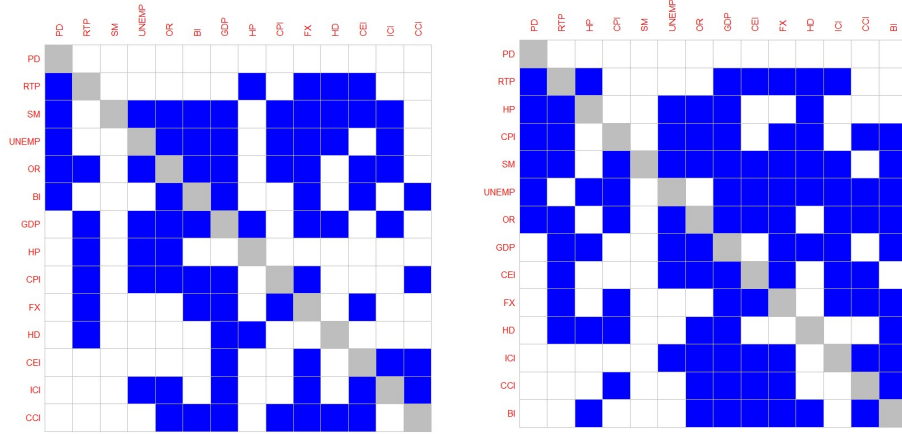 PD RTP SM UNEMP OR BI GDP HP CPI FX HD CEI ICI CCI
PD
RTP
SM
UNEMP
OR
BI
GDP
HP
CPI
FX
HD
CEI
ICI
CCI
PD RTP HP CPI SM UNEMP OR GDP CEI FX HD ICI CCI BI
PD
RTP
HP
CPI
SM
UNEMP
OR
GDP
CEI
FX
HD
ICI
CCI
BI